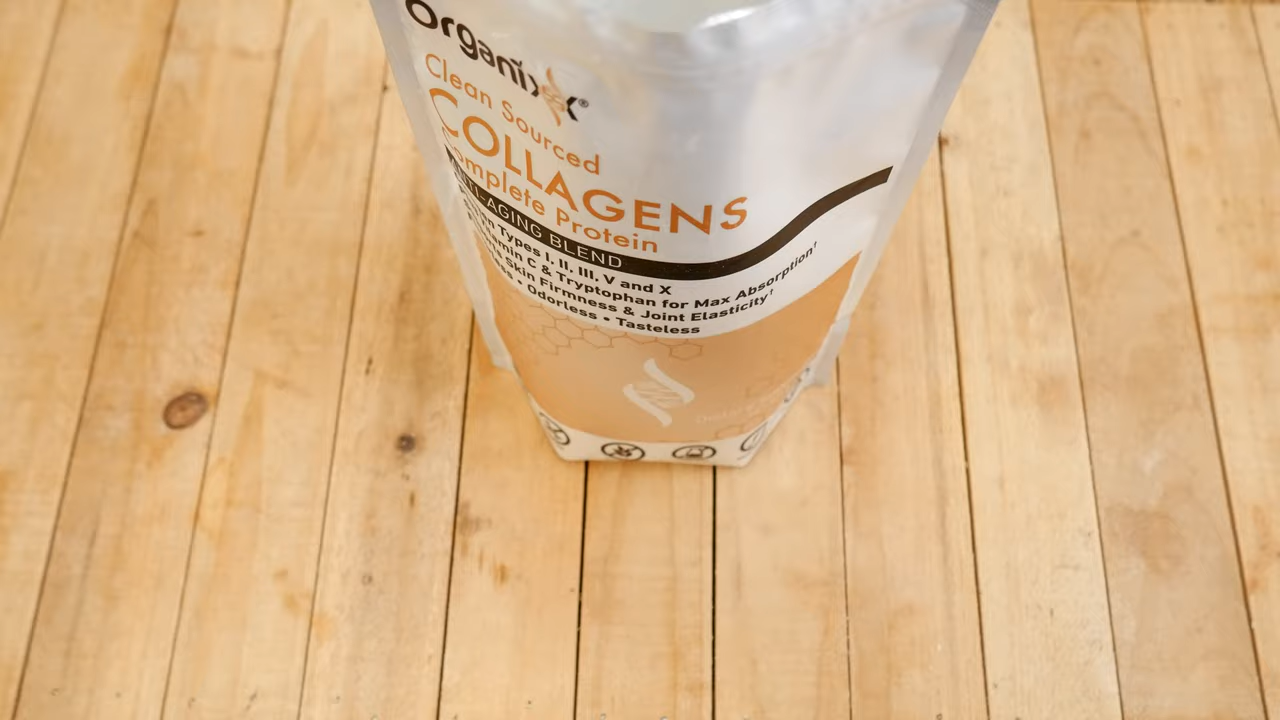 Organixx®
Clean Sourced
COLLAGENS
Complete Protein
ANTI-AGING BLEND
Types I, II, III, V and X
Vitamin C & Tryptophan for Max Absorption†
Skin Firmness & Joint Elasticity†
• Odorless • Tasteless